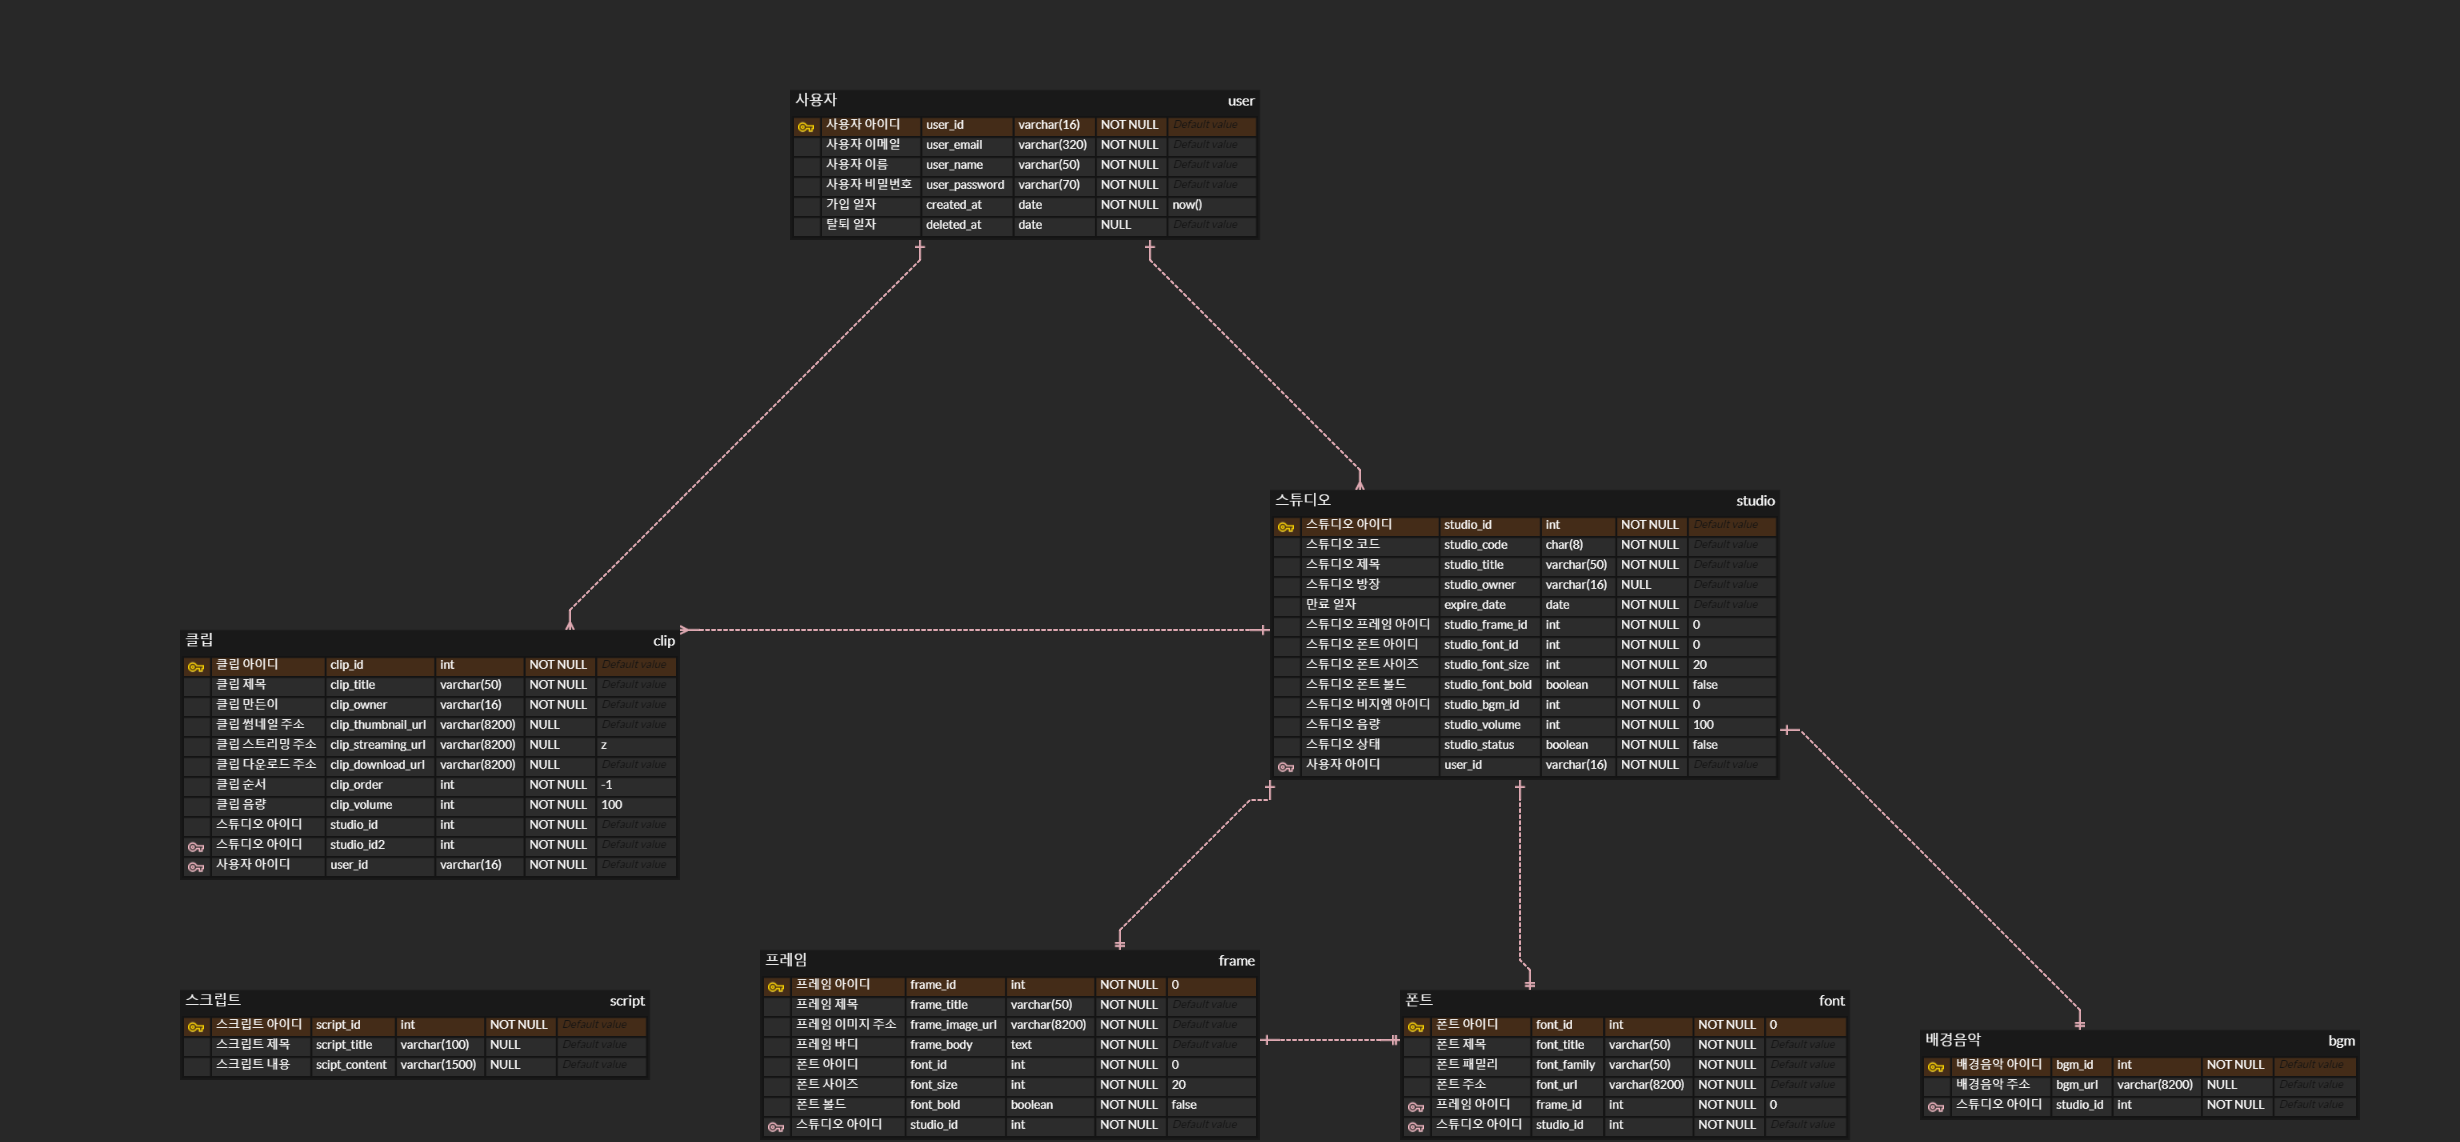 사용자 user
사용자 아이디 user_id varchar(16) NOT NULL Default value
사용자 이메일 user_email varchar(320) NOT NULL Default value
사용자 이름 user_name varchar(50) NOT NULL Default value
사용자 비밀번호 user_password varchar(70) NOT NULL Default value
가입 일자 created_at date NOT NULL now()
탈퇴 일자 deleted_at date NULL Default value
스튜디오 studio
스튜디오 아이디 studio_id int NOT NULL Default value
스튜디오 코드 studio_code char(8) NOT NULL Default value
스튜디오 제목 studio_title varchar(50) NOT NULL Default value
스튜디오 방장 studio_owner varchar(16) NULL Default value
만료 일자 expire_date date NOT NULL Default value
스튜디오 프레임 아이디 studio_frame_id int NOT NULL 0
스튜디오 폰트 아이디 studio_font_id int NOT NULL 0
스튜디오 폰트 사이즈 studio_font_size int NOT NULL 20
스튜디오 폰트 볼드 studio_font_bold boolean NOT NULL false
스튜디오 비지엠 아이디 studio_bgm_id int NOT NULL 0
스튜디오 음량 studio_volume int NOT NULL 100
스튜디오 상태 studio_status boolean NOT NULL false
사용자 아이디 user_id varchar(16) NOT NULL Default value
클립 clip
클립 아이디 clip_id int NOT NULL Default value
클립 제목 clip_title varchar(50) NOT NULL Default value
클립 만든이 clip_owner varchar(16) NOT NULL Default value
클립 썸네일 주소 clip_thumbnail_url varchar(8200) NULL Default value
클립 스트리밍 주소 clip_streaming_url varchar(8200) NULL z
클립 다운로드 주소 clip_download_url varchar(8200) NULL Default value
클립 순서 clip_order int NOT NULL -1
클립 음량 clip_volume int NOT NULL 100
스튜디오 아이디 studio_id int NOT NULL Default value
스튜디오 아이디 studio_id2 int NOT NULL Default value
사용자 아이디 user_id varchar(16) NOT NULL Default value
스크립트 script
스크립트 아이디 script_id int NOT NULL Default value
스크립트 제목 script_title varchar(100) NULL Default value
스크립트 내용 scipt_content varchar(1500) NULL Default value
프레임 frame
프레임 아이디 frame_id int NOT NULL 0
프레임 제목 frame_title varchar(50) NOT NULL Default value
프레임 이미지 주소 frame_image_url varchar(8200) NOT NULL Default value
프레임 바디 frame_body text NOT NULL Default value
폰트 아이디 font_id int NOT NULL 0
폰트 사이즈 font_size int NOT NULL 20
폰트 볼드 font_bold boolean NOT NULL false
스튜디오 아이디 studio_id int NOT NULL Default value
폰트 font
폰트 아이디 font_id int NOT NULL 0
폰트 제목 font_title varchar(50) NOT NULL Default value
폰트 패밀리 font_family varchar(50) NOT NULL Default value
폰트 주소 font_url varchar(8200) NOT NULL Default value
프레임 아이디 frame_id int NOT NULL 0
스튜디오 아이디 studio_id int NOT NULL Default value
배경음악 bgm
배경음악 아이디 bgm_id int NOT NULL Default value
배경음악 주소 bgm_url varchar(8200) NULL Default value
스튜디오 아이디 studio_id int NOT NULL Default value